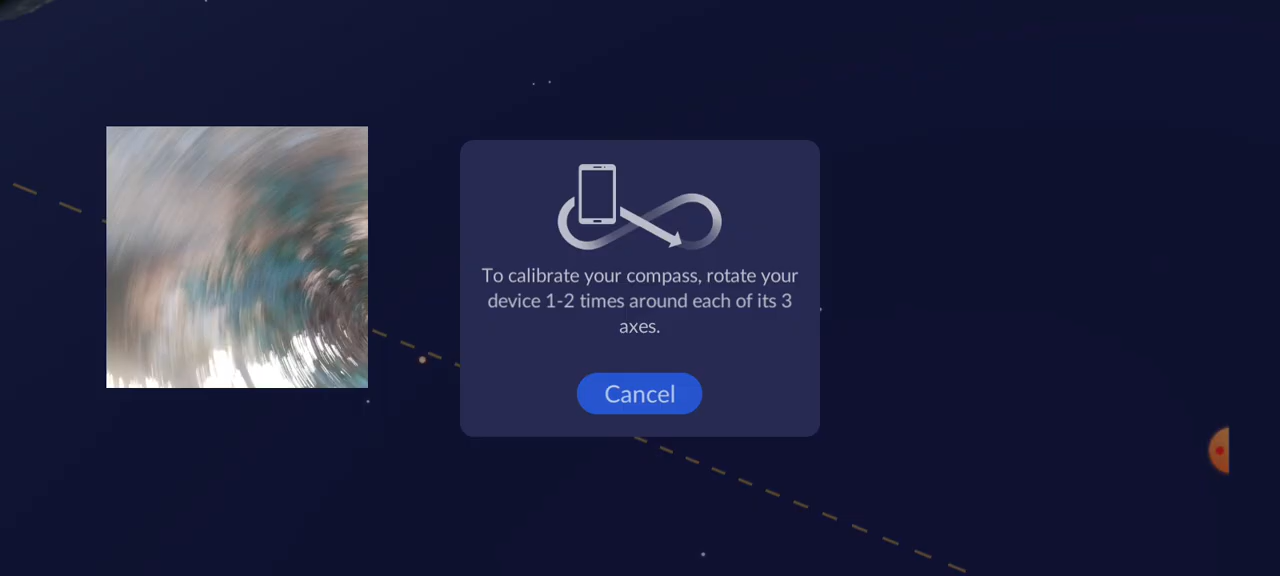 To calibrate your compass, rotate your
device 1-2 times around each of its 3
axes.
Cancel